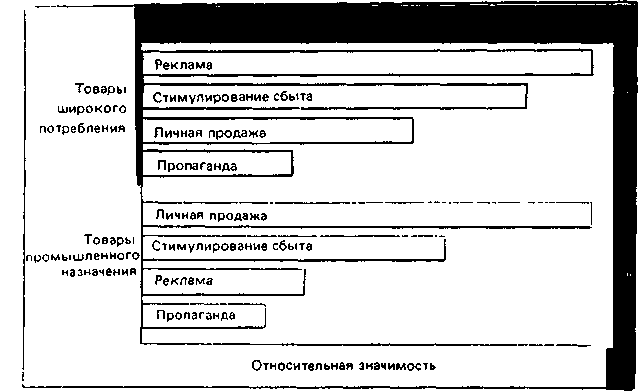 Товары
широкого
потребления
Реклама
Стимулирование сбыта
Личная продажа
Пропаганда
Товары
промышленного
назначения
Личная продажа
Стимулирование сбыта
Реклама
Пропаганда
Относительная значимость